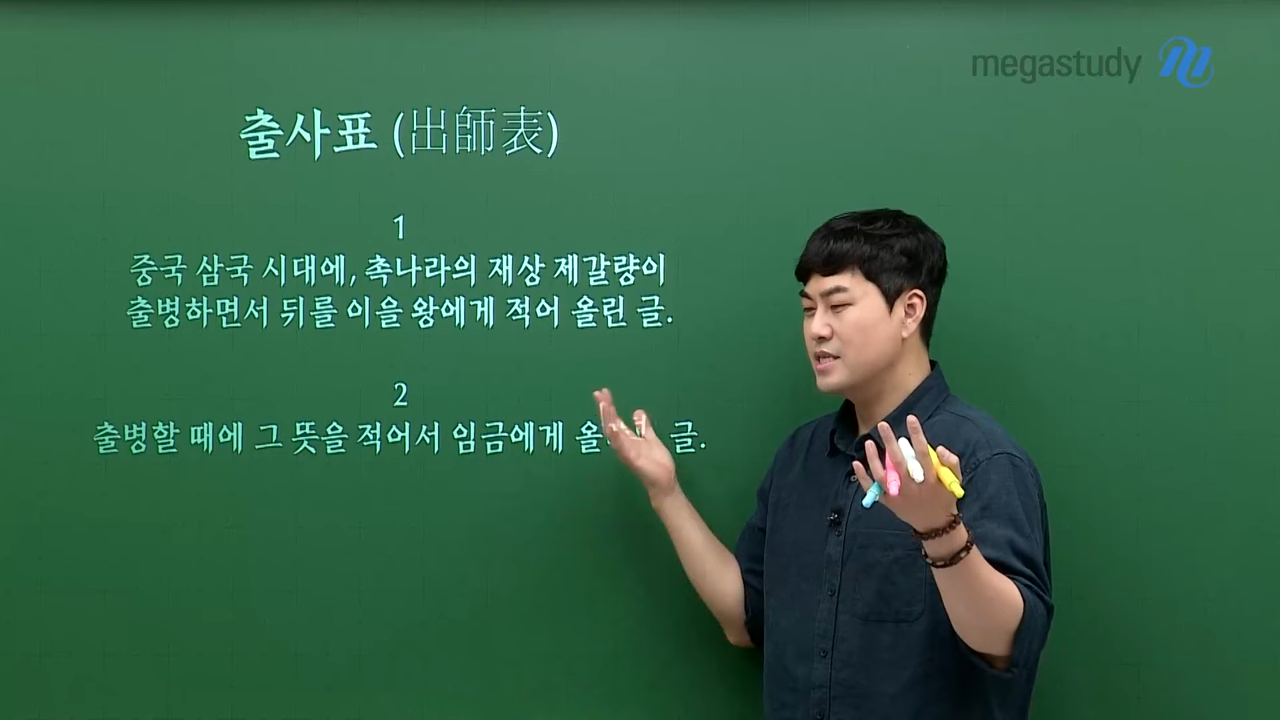 megastudy
출사표 (出師表)
1
중국 삼국 시대에, 촉나라의 재상 제갈량이
출병하면서 뒤를 이을 왕에게 적어 올린 글.
2
출병할 때에 그 뜻을 적어서 임금에게 글.